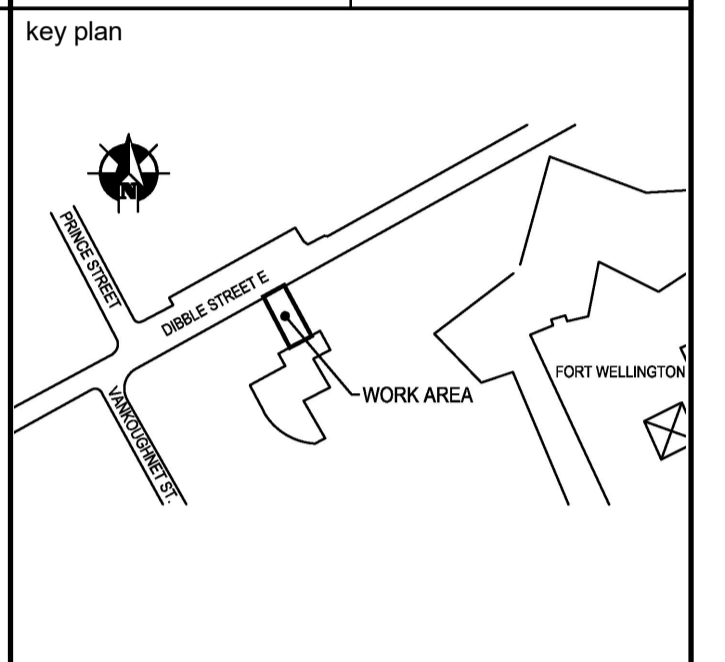 key plan
N
PRINCE STREET
DIBBLE STREET E
FORT WELLINGTON
WORK AREA
VANKOUGHNET ST.